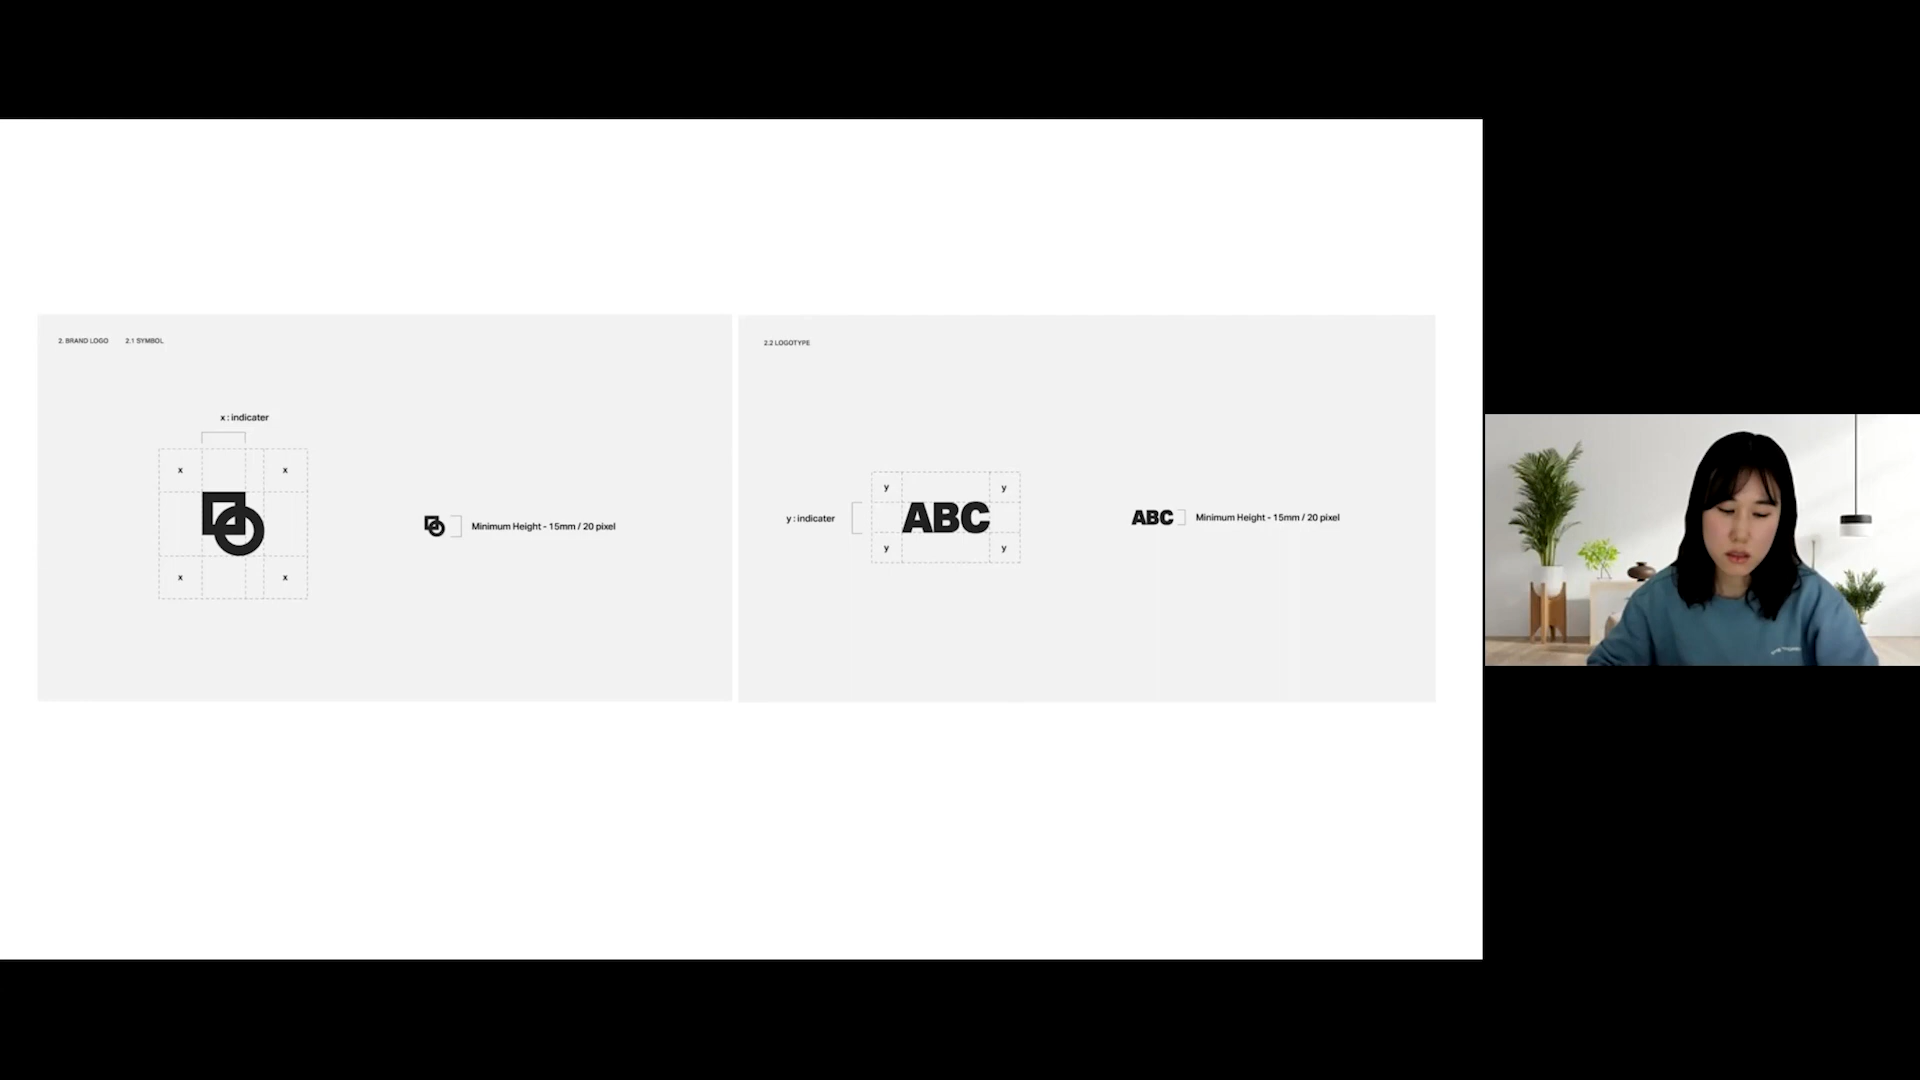 2. BRAND LOGO 2.1 SYMBOL
x : indicater
x x
x x
Minimum Height - 15mm / 20 pixel
2.2 LOGOTYPE
y : indicater
y y
ABC
y y
ABC
Minimum Height - 15mm / 20 pixel